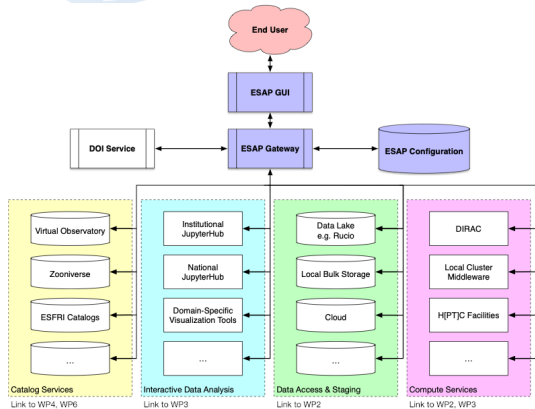 End User
ESAP GUI
DOI Service
ESAP Gateway
ESAP Configuration
Virtual Observatory
Zooniverse
ESFRI Catalogs
...
Catalog Services
Link to WP4, WP6
Institutional
JupyterHub
National
JupyterHub
Domain-Specific
Visualization Tools
...
Interactive Data Analysis
Link to WP3
Data Lake
e.g. Rucio
Local Bulk Storage
Cloud
...
Data Access & Staging
Link to WP2
DIRAC
Local Cluster
Middleware
H[PT]C Facilities
...
Compute Services
Link to WP2, WP3